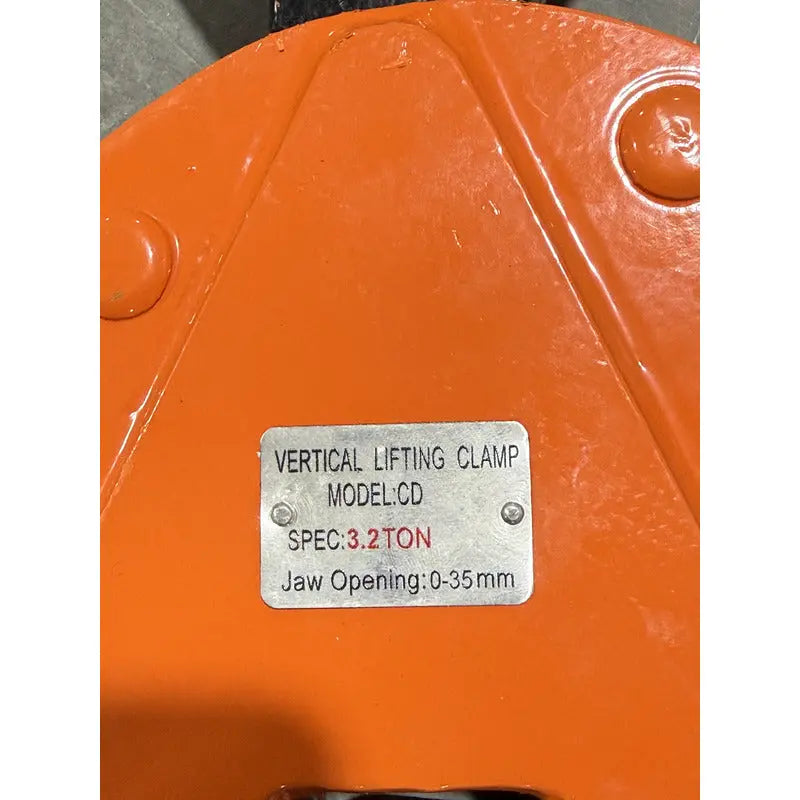 VERTICAL LIFTING CLAMP
MODEL:CD
SPEC:3.2TON
Jaw Opening:0-35mm